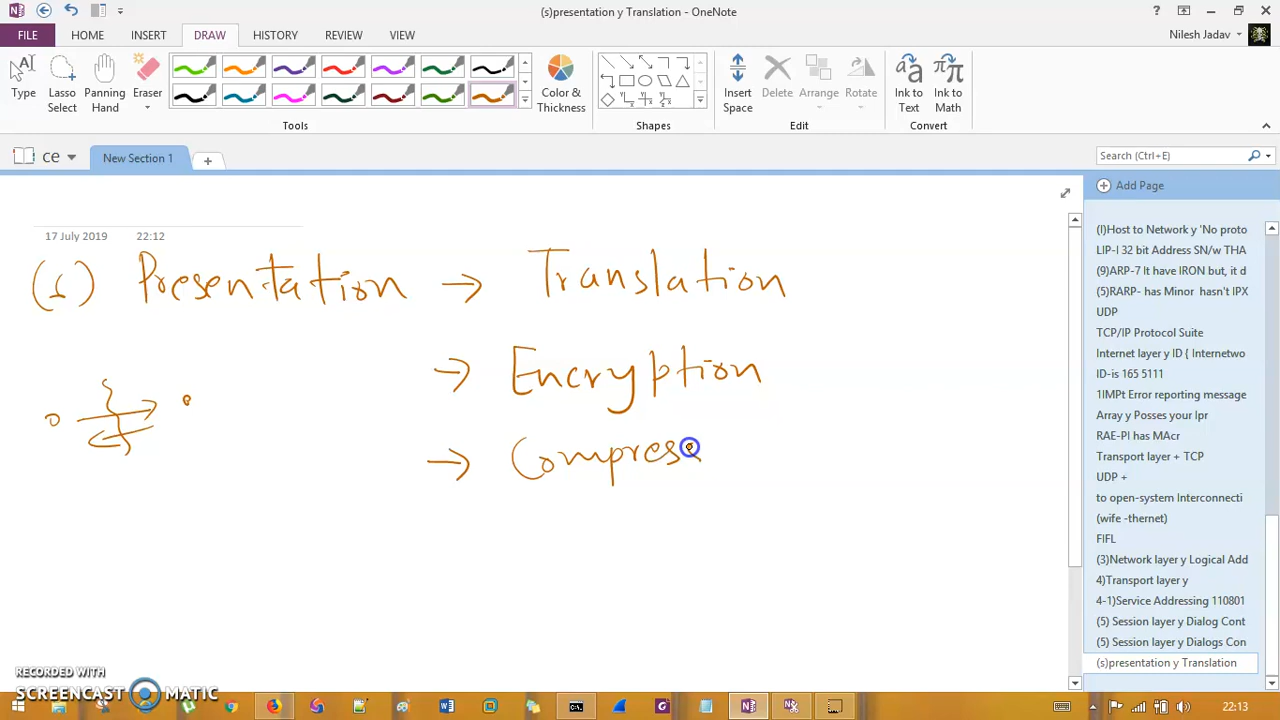 (s)presentation y Translation - OneNote
FILE HOME INSERT DRAW HISTORY REVIEW VIEW
Nilesh Jadav
Type
Lasso Select
Panning Hand
Eraser
Color & Thickness
Insert Space
Delete
Arrange
Rotate
Ink to Text
Ink to Math
Tools
Shapes
Edit
Convert
ce
New Section 1
Search (Ctrl+E)
Add Page
17 July 2019 22:12
(6) Presentation → Translation
→ Encryption
→ Compress
(I)Host to Network y 'No proto
LIP-I 32 bit Address SN/w THA
(9)ARP-7 It have IRON but, it d
(5)RARP- has Minor hasn't IPX
UDP
TCP/IP Protocol Suite
Internet layer y ID { Internetwo
ID-is 165 5111
1IMPt Error reporting message
Array y Posses your Ipr
RAE-PI has MAcr
Transport layer + TCP
UDP +
to open-system Interconnecti
(wife -thernet)
FIFL
(3)Network layer y Logical Add
4)Transport layer y
4-1)Service Addressing 110801
(5) Session layer y Dialog Cont
(5) Session layer y Dialogs Con
(s)presentation y Translation
RECORDED WITH
SCREENCAST MATIC
22:13